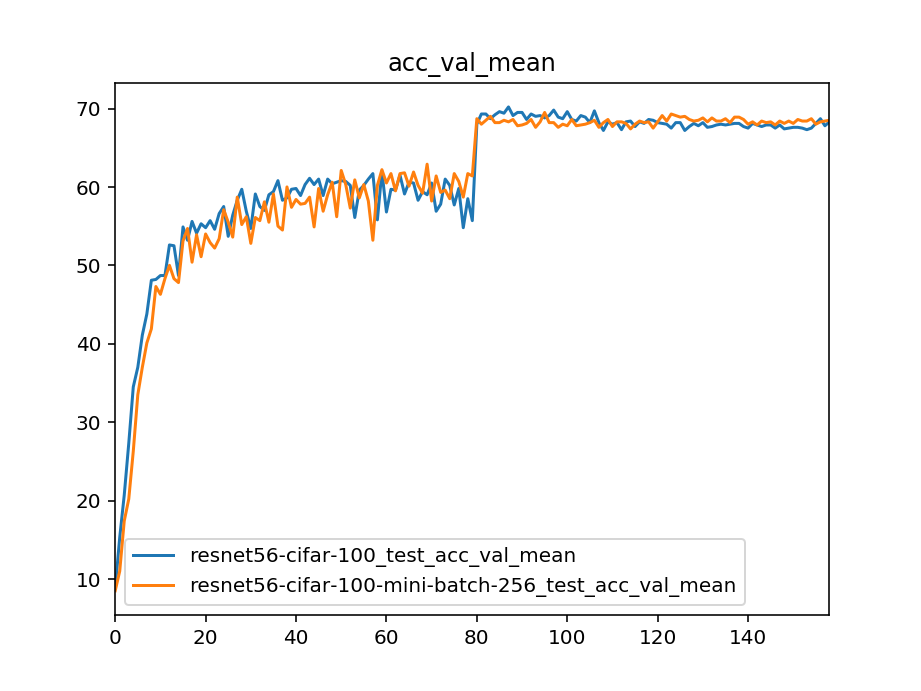 acc_val_mean
70
60
50
40
30
20
10
resnet56-cifar-100_test_acc_val_mean
resnet56-cifar-100-mini-batch-256_test_acc_val_mean
0 20 40 60 80 100 120 140